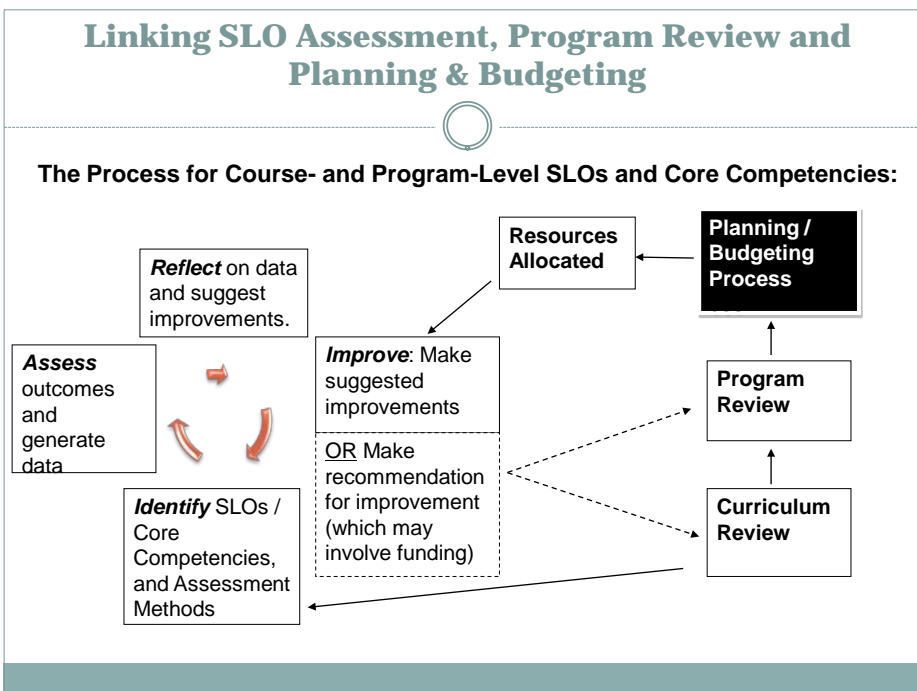 Linking SLO Assessment, Program Review and
Planning & Budgeting
The Process for Course- and Program-Level SLOs and Core Competencies:
Reflect on data
and suggest
improvements.
Assess
outcomes
and
generate
data
Identify SLOs /
Core
Competencies,
and Assessment
Methods
Improve: Make
suggested
improvements
OR Make
recommendation
for improvement
(which may
involve funding)
Resources
Allocated
Planning /
Budgeting
Process
Program
Review
Curriculum
Review